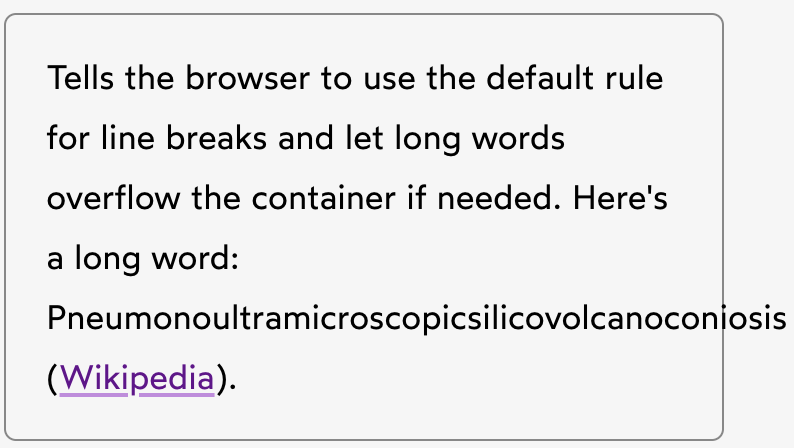 Tells the browser to use the default rule
for line breaks and let long words
overflow the container if needed. Here's
a long word:
Pneumonoultramicroscopicsilicovolcanoconiosis
(Wikipedia).